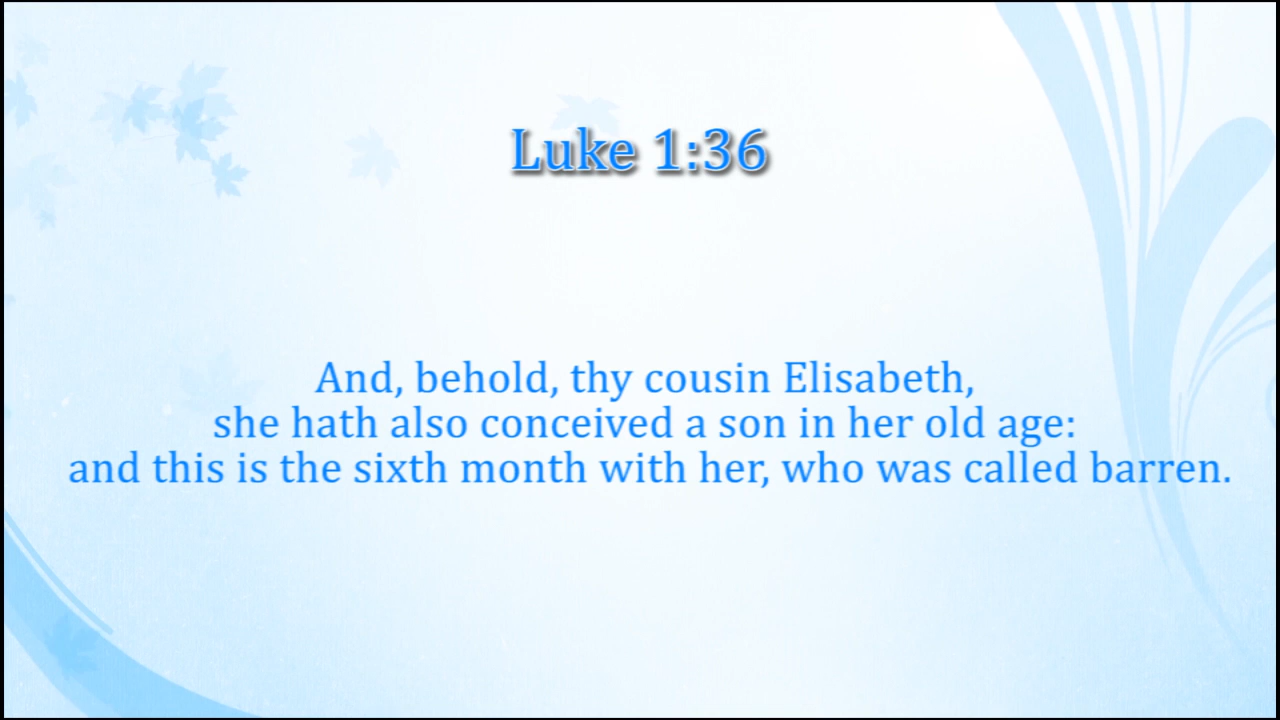 Luke 1:36
And, behold, thy cousin Elisabeth,
she hath also conceived a son in her old age:
and this is the sixth month with her, who was called barren.